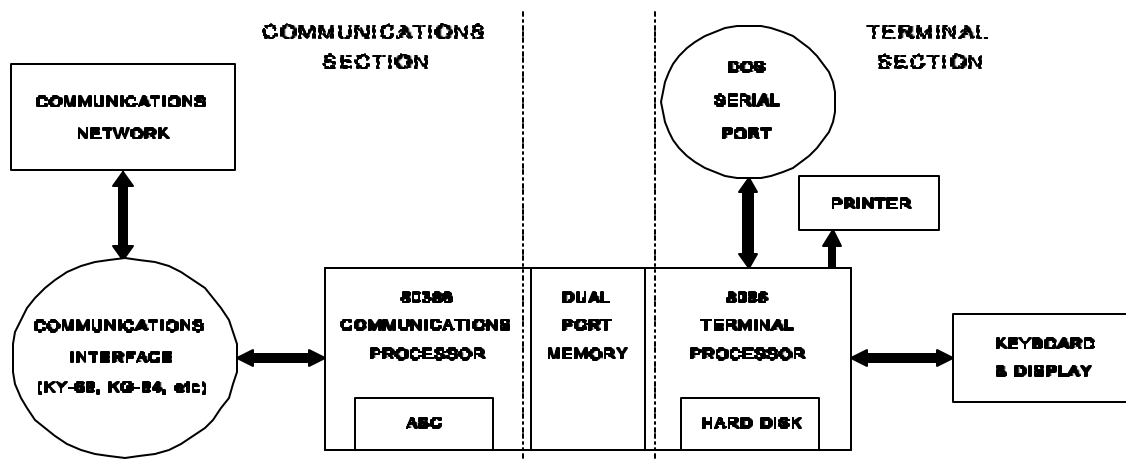 COMMUNICATIONS
SECTION
TERMINAL
SECTION
COMMUNICATIONS
NETWORK
DOS
SERIAL
PORT
PRINTER
COMMUNICATIONS
INTERFACE
(KY-68, KG-84, etc)
80386
COMMUNICATIONS
PROCESSOR
DUAL
PORT
MEMORY
8086
TERMINAL
PROCESSOR
HARD DISK
KEYBOARD
& DISPLAY